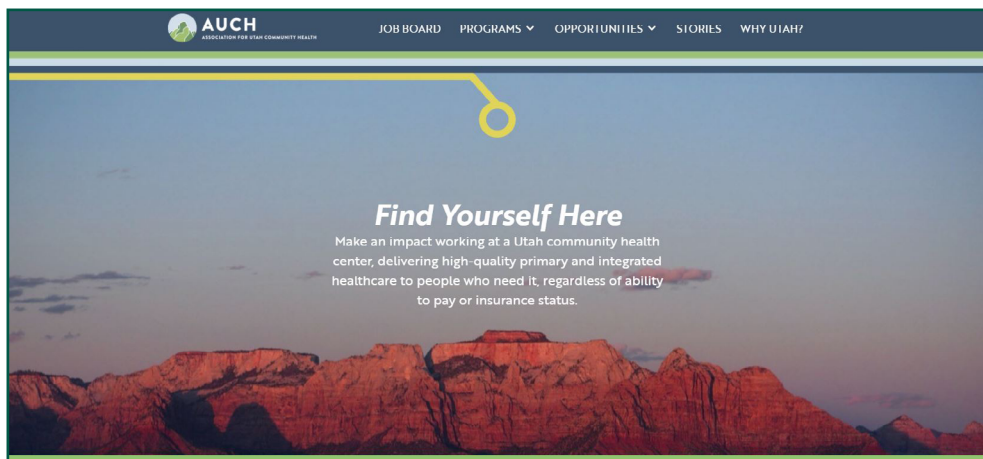 AUCH
ASSOCIATION FOR UTAH COMMUNITY HEALTH
JOB BOARD PROGRAMS OPPORTUNITIES STORIES WHY UTAH?
Find Yourself Here
Make an impact working at a Utah community health
center, delivering high-quality primary and integrated
healthcare to people who need it, regardless of ability
to pay or insurance status.